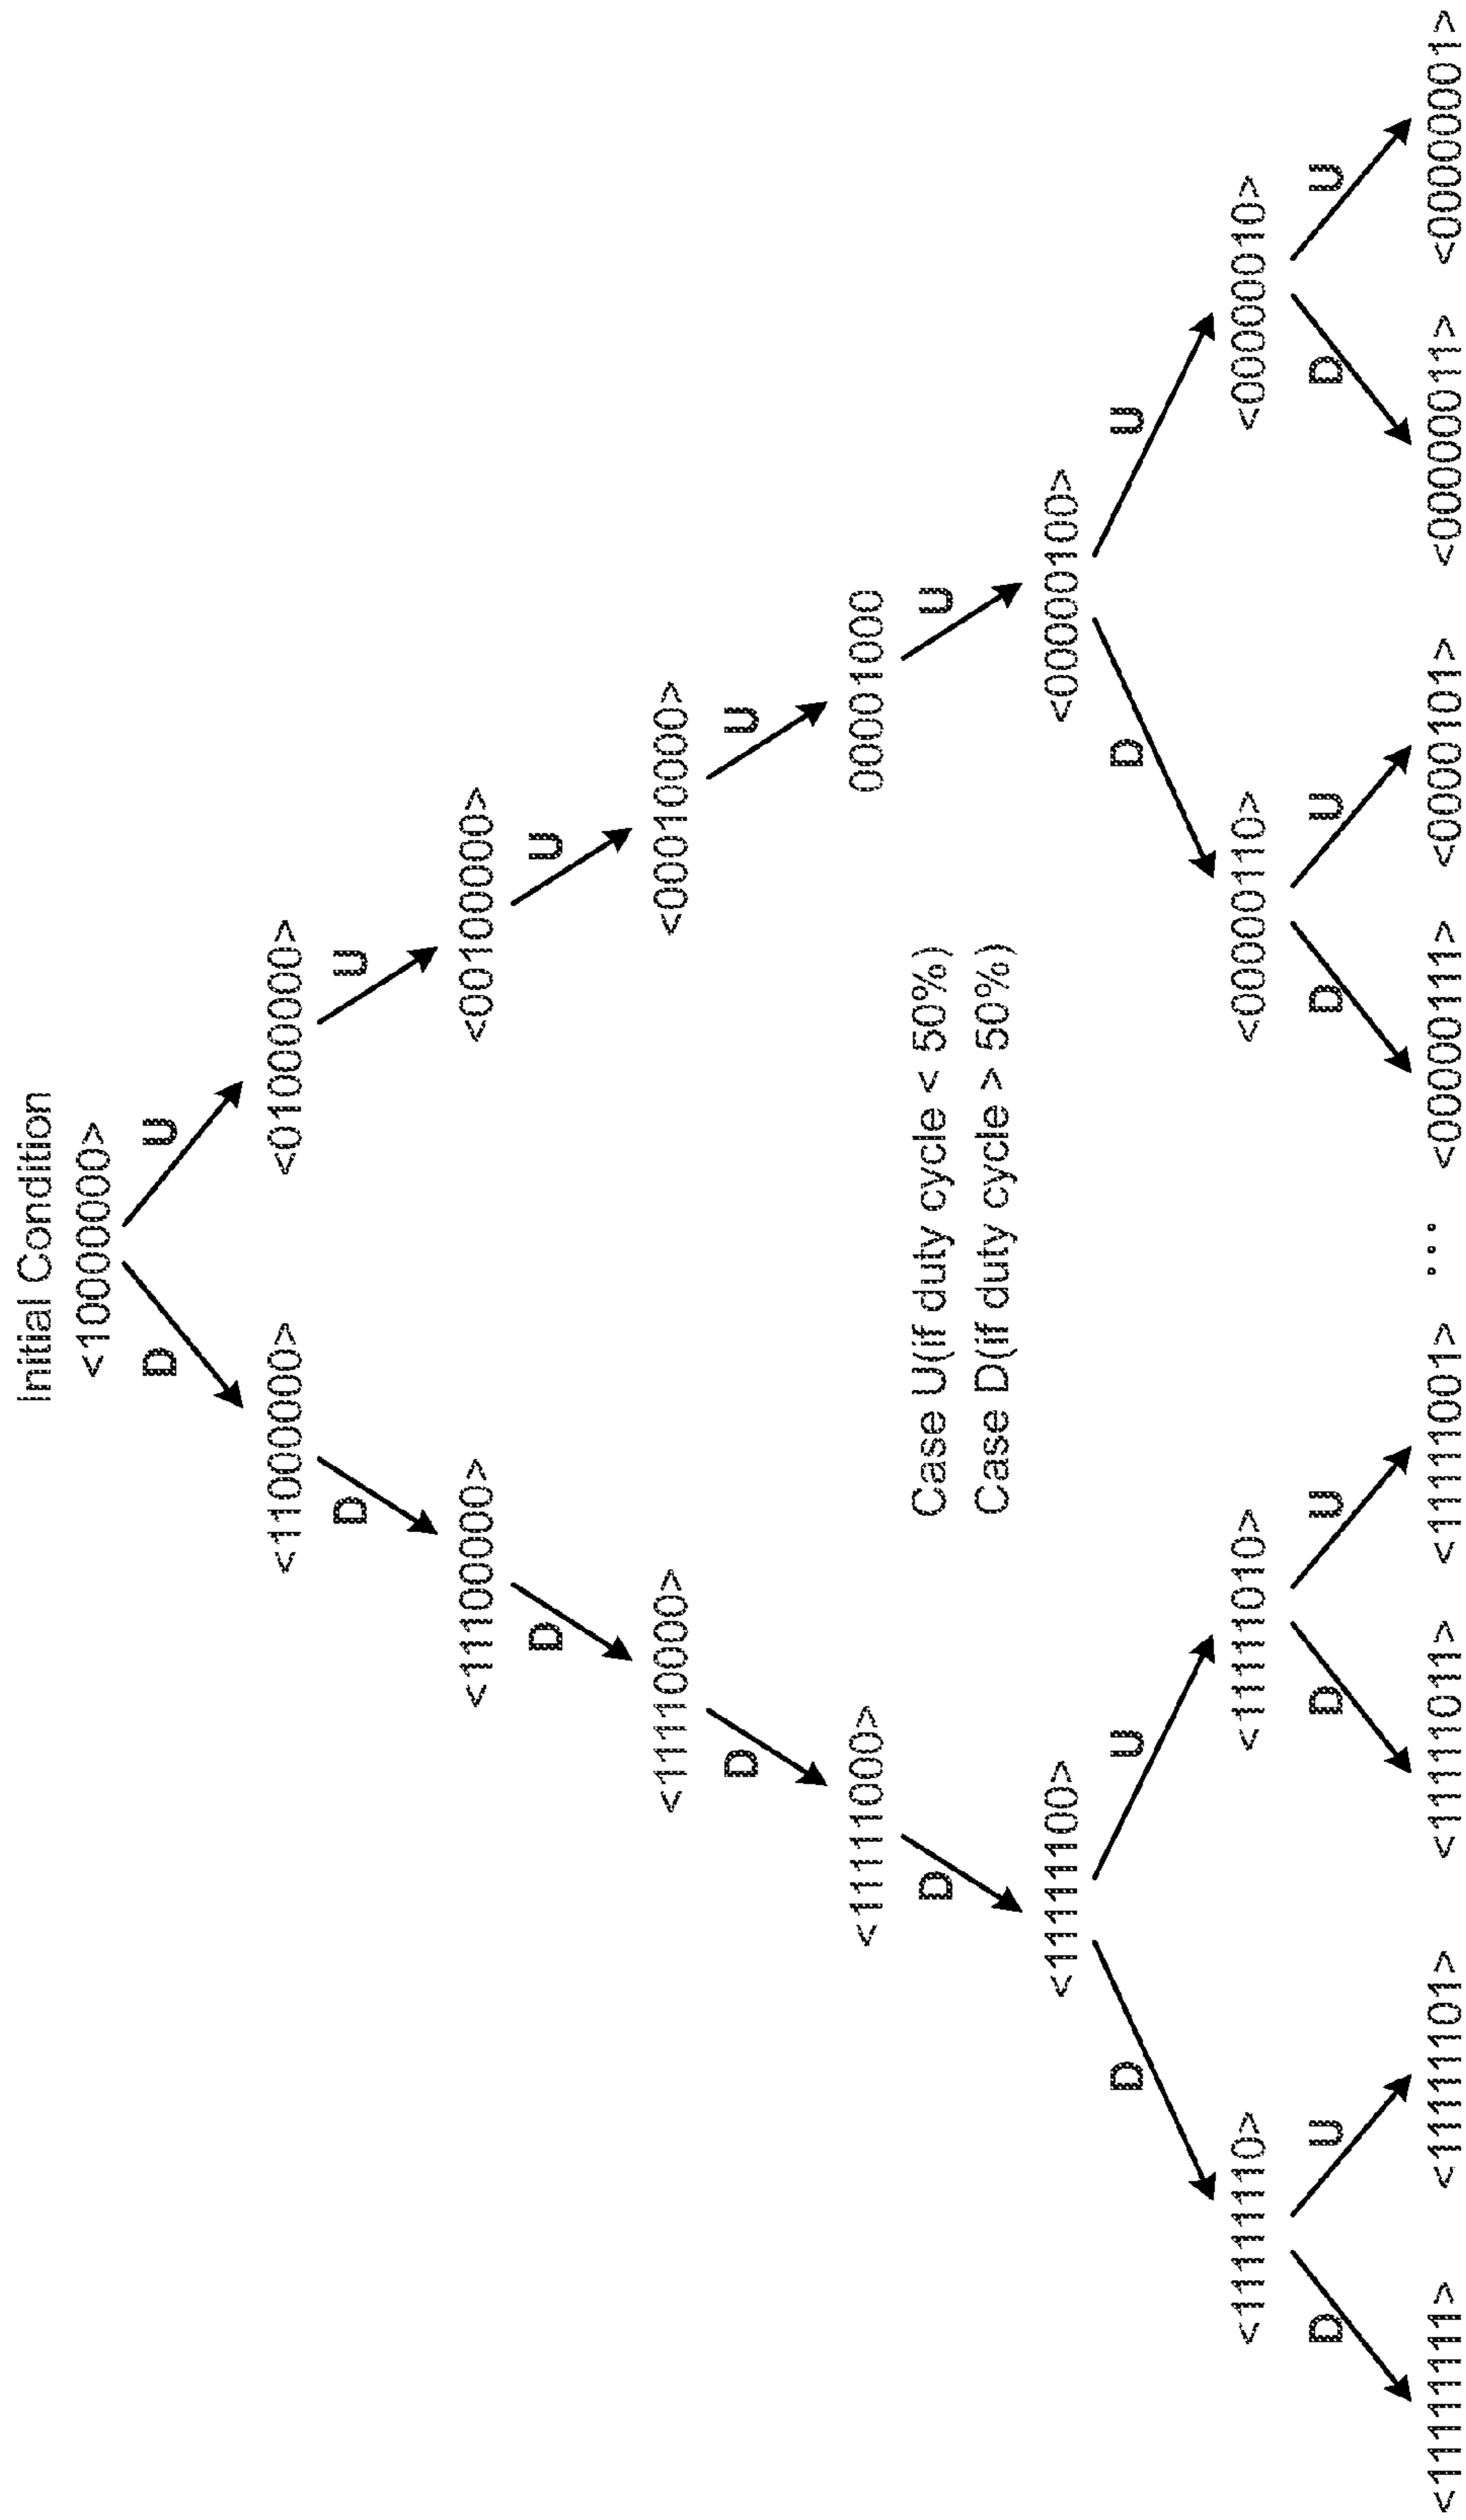 Initial Condition
<10000000>
D U
<11000000> <01000000>
D U
<11100000> <00100000>
D U
<11110000> <00010000>
D U
<11111000> 00001000
D U
Case U(if duty cycle < 50%)
Case D(if duty cycle > 50%)
<11111100> <00000100>
D U D U
<11111110> <11111010> <00000110> <00000010>
D U D U D U D U
<11111111> <11111101> <11111011> <11111001> ... <00000111> <0000101> <00000011> <00000001>